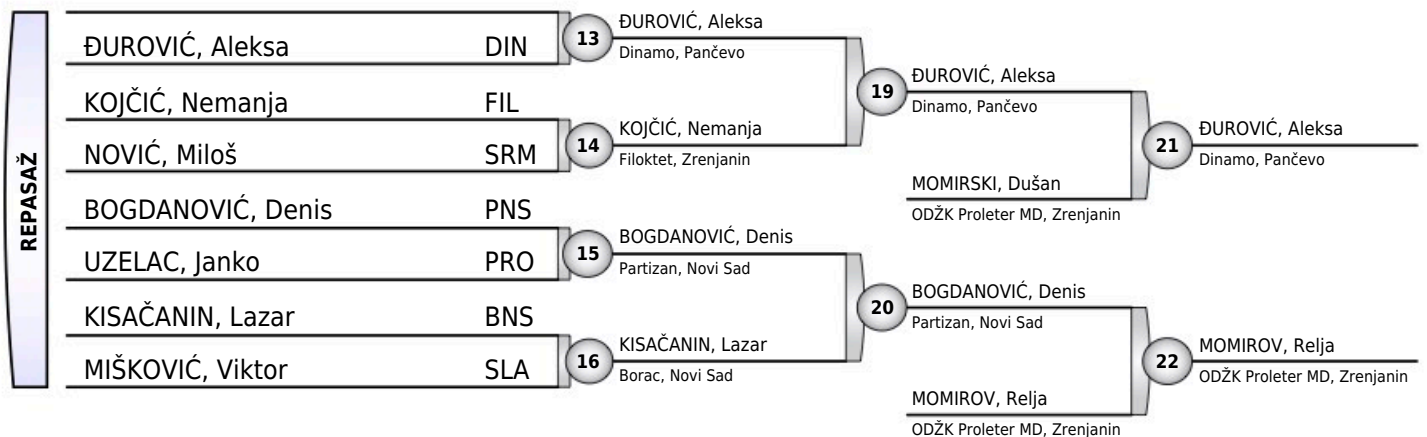 REPASAŽ
ĐUROVIĆ, Aleksa DIN
KOJČIĆ, Nemanja FIL
NOVIĆ, Miloš SRM
BOGDANOVIĆ, Denis PNS
UZELAC, Janko PRO
KISAČANIN, Lazar BNS
MIŠKOVIĆ, Viktor SLA
13
ĐUROVIĆ, Aleksa
Dinamo, Pančevo
14
KOJČIĆ, Nemanja
Filoktet, Zrenjanin
15
BOGDANOVIĆ, Denis
Partizan, Novi Sad
16
KISAČANIN, Lazar
Borac, Novi Sad
19
ĐUROVIĆ, Aleksa
Dinamo, Pančevo
MOMIRSKI, Dušan
ODŽK Proleter MD, Zrenjanin
20
BOGDANOVIĆ, Denis
Partizan, Novi Sad
MOMIROV, Relja
ODŽK Proleter MD, Zrenjanin
21
ĐUROVIĆ, Aleksa
Dinamo, Pančevo
22
MOMIROV, Relja
ODŽK Proleter MD, Zrenjanin